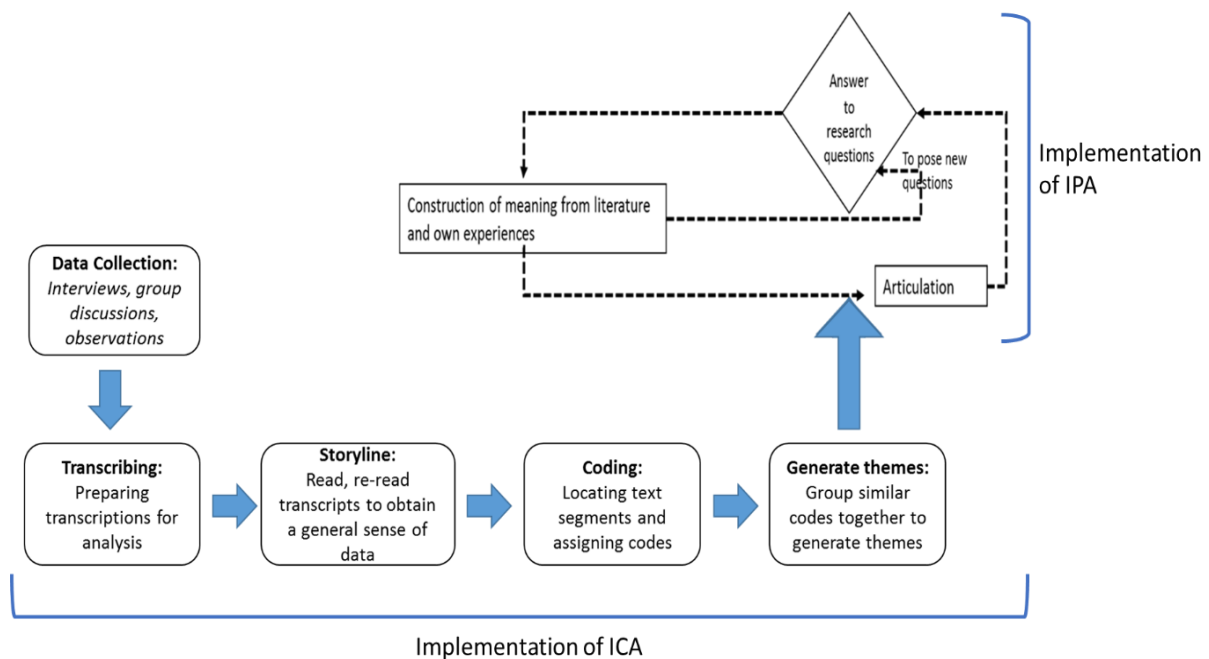 Answer
to
research
questions
To pose new
questions
Implementation
of IPA
Construction of meaning from literature
and own experiences
Articulation
Data Collection:
Interviews, group
discussions,
observations
Transcribing:
Preparing
transcriptions for
analysis
Storyline:
Read, re-read
transcripts to obtain
a general sense of
data
Coding:
Locating text
segments and
assigning codes
Generate themes:
Group similar
codes together to
generate themes
Implementation of ICA